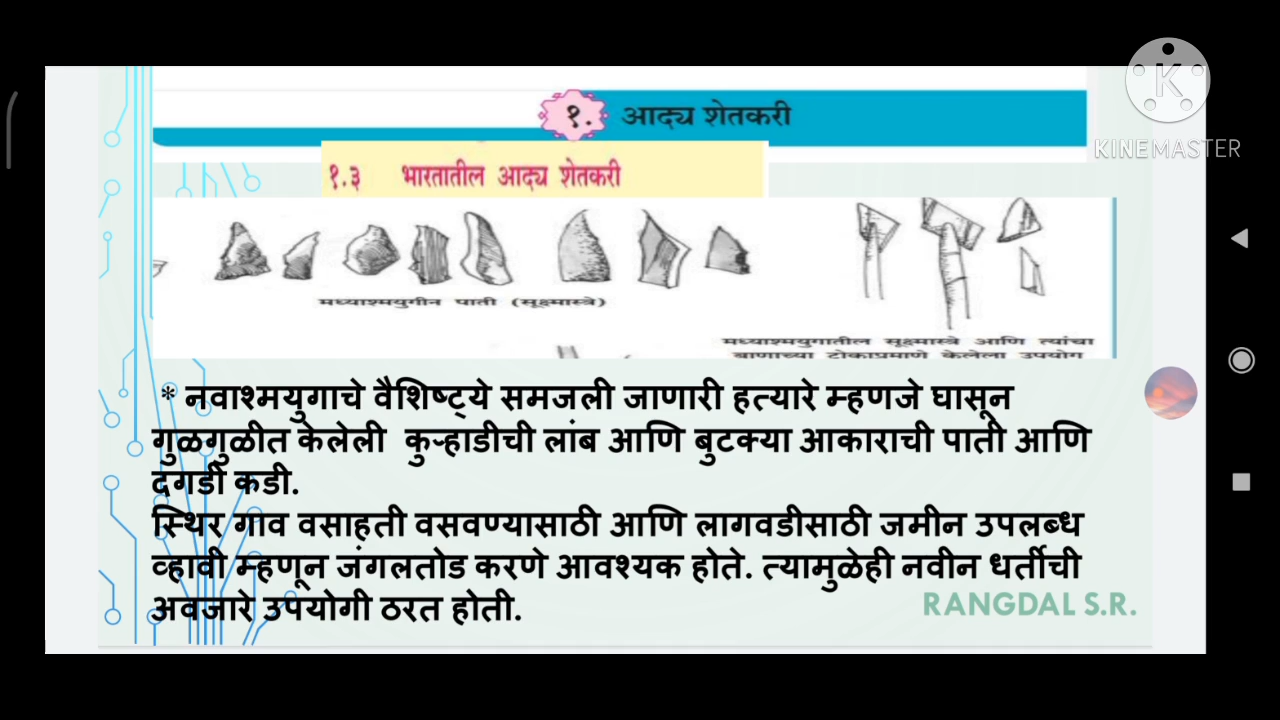 K
KINEMASTER
१. आद्य शेतकरी
१.३ भारतातील आद्य शेतकरी
मध्याश्मयुगीन पाती (सूक्ष्मास्त्रे)
मध्याश्मयुगातील सूक्ष्मास्त्रे आणि त्यांचा
बाणाच्या टोकाप्रमाणे केलेला उपयोग
* नवाश्मयुगाचे वैशिष्ट्ये समजली जाणारी हत्यारे म्हणजे घासून
गुळगुळीत केलेली कुऱ्हाडीची लांब आणि बुटक्या आकाराची पाती आणि
दगडी कडी.
स्थिर गाव वसाहती वसवण्यासाठी आणि लागवडीसाठी जमीन उपलब्ध
व्हावी म्हणून जंगलतोड करणे आवश्यक होते. त्यामुळेही नवीन धर्तीची
अवजारे उपयोगी ठरत होती.
RANGDAL S.R.